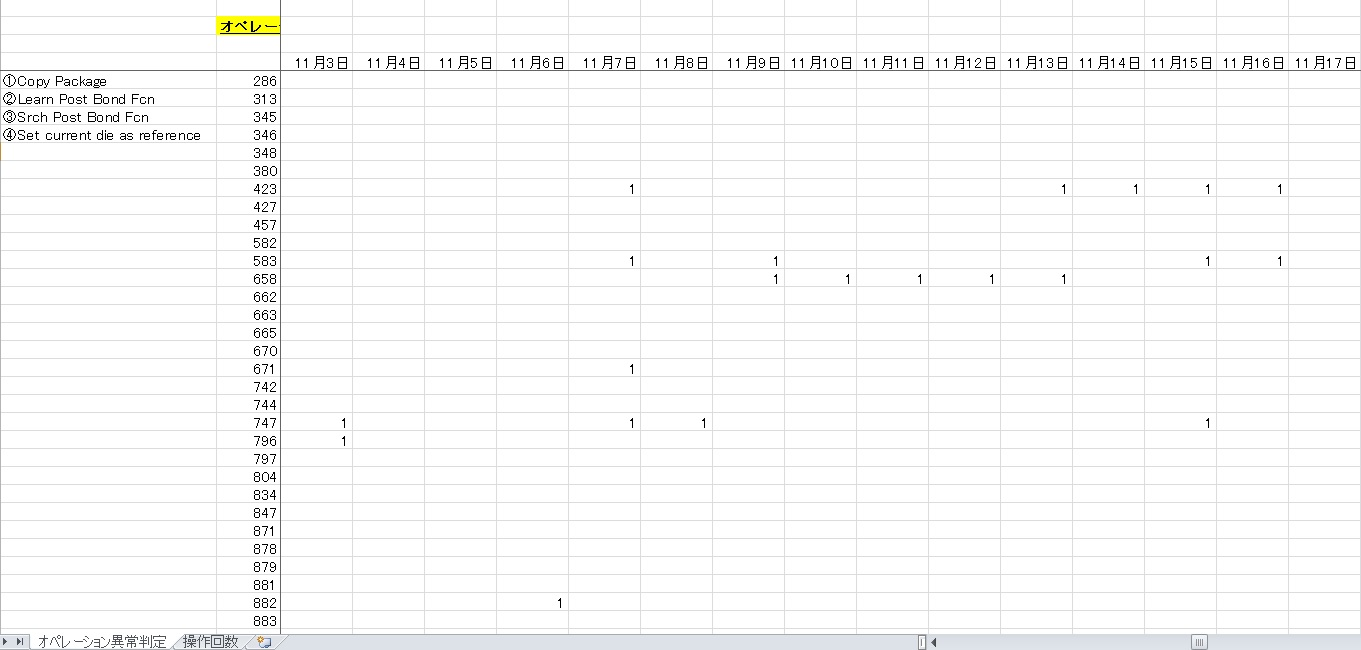 オペレー
11月3日 11月4日 11月5日 11月6日 11月7日 11月8日 11月9日 11月10日 11月11日 11月12日 11月13日 11月14日 11月15日 11月16日 11月17日
①Copy Package 286
②Learn Post Bond Fcn 313
③Srch Post Bond Fcn 345
④Set current die as reference 346
348
380
423 1 1 1 1 1
427
457
582
583 1 1 1 1
658 1 1 1 1 1
662
663
665
670
671 1
742
744
747 1 1 1 1
796 1
797
804
834
847
871
878
879
881
882 1
883
オペレーション異常判定 操作回数